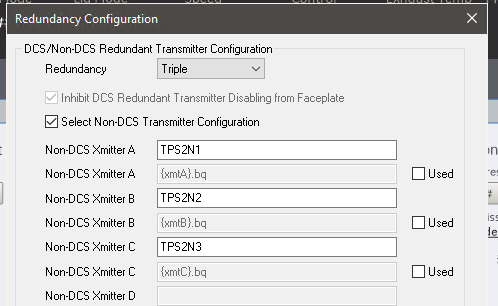 Redundancy Configuration
DCS/Non-DCS Redundant Transmitter Configuration
Redundancy Triple
Inhibit DCS Redundant Transmitter Disabling from Faceplate
Select Non-DCS Transmitter Configuration
Non-DCS Xmitter A TPS2N1
Non-DCS Xmitter A {xmtA}.bq Used
Non-DCS Xmitter B TPS2N2
Non-DCS Xmitter B {xmtB}.bq Used
Non-DCS Xmitter C TPS2N3
Non-DCS Xmitter C {xmtC}.bq Used
Non-DCS Xmitter D